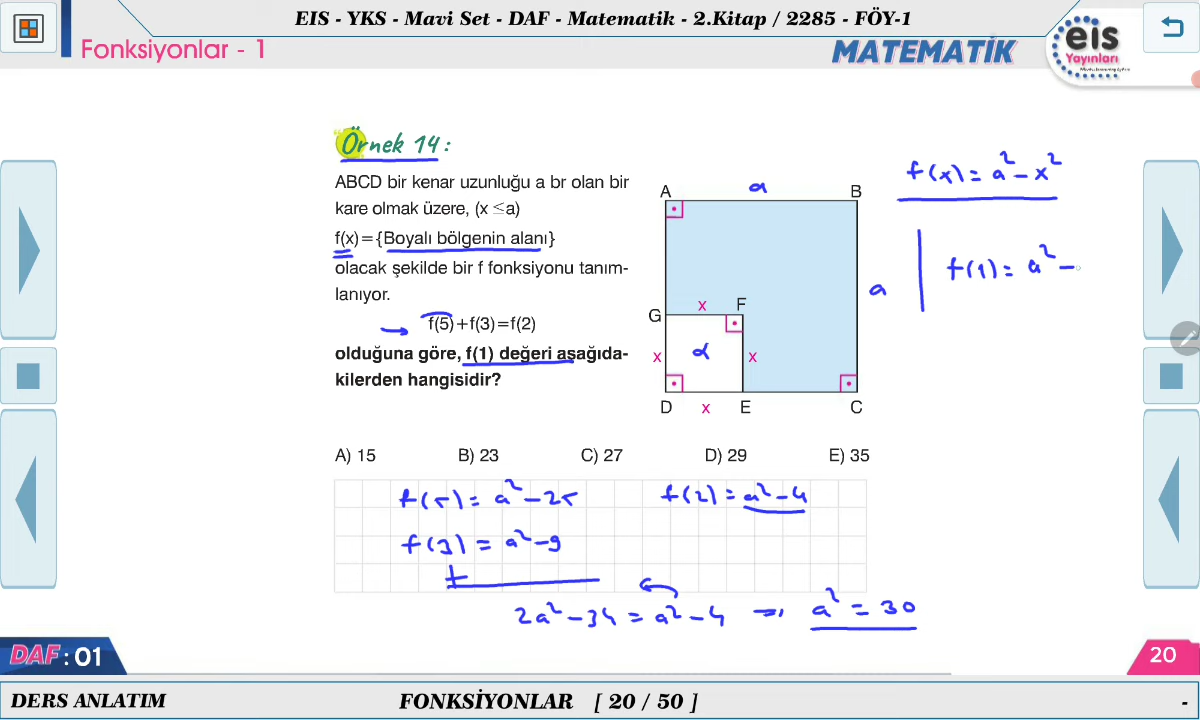 EIS - YKS - Mavi Set - DAF - Matematik - 2.Kitap / 2285 - FÖY-1
Fonksiyonlar - 1
MATEMATİK
eis
Yayınları
Örnek 14:
ABCD bir kenar uzunluğu a br olan bir
kare olmak üzere, (x ≤a)
f(x)={Boyalı bölgenin alanı}
olacak şekilde bir f fonksiyonu tanım-
lanıyor.
f(5)+f(3)=f(2)
olduğuna göre, f(1) değeri aşağıda-
kilerden hangisidir?
A a B
a
G x F
x x
D x E C
f(x) = a² - x²
f(1) = a² -
A) 15 B) 23 C) 27 D) 29 E) 35
f(5) = a² - 25 f(2) = a² - 4
f(3) = a² - 9
+
2a² - 34 = a² - 4 ⇒ a² = 30
DAF : 01
20
DERS ANLATIM FONKSİYONLAR [ 20 / 50 ] -